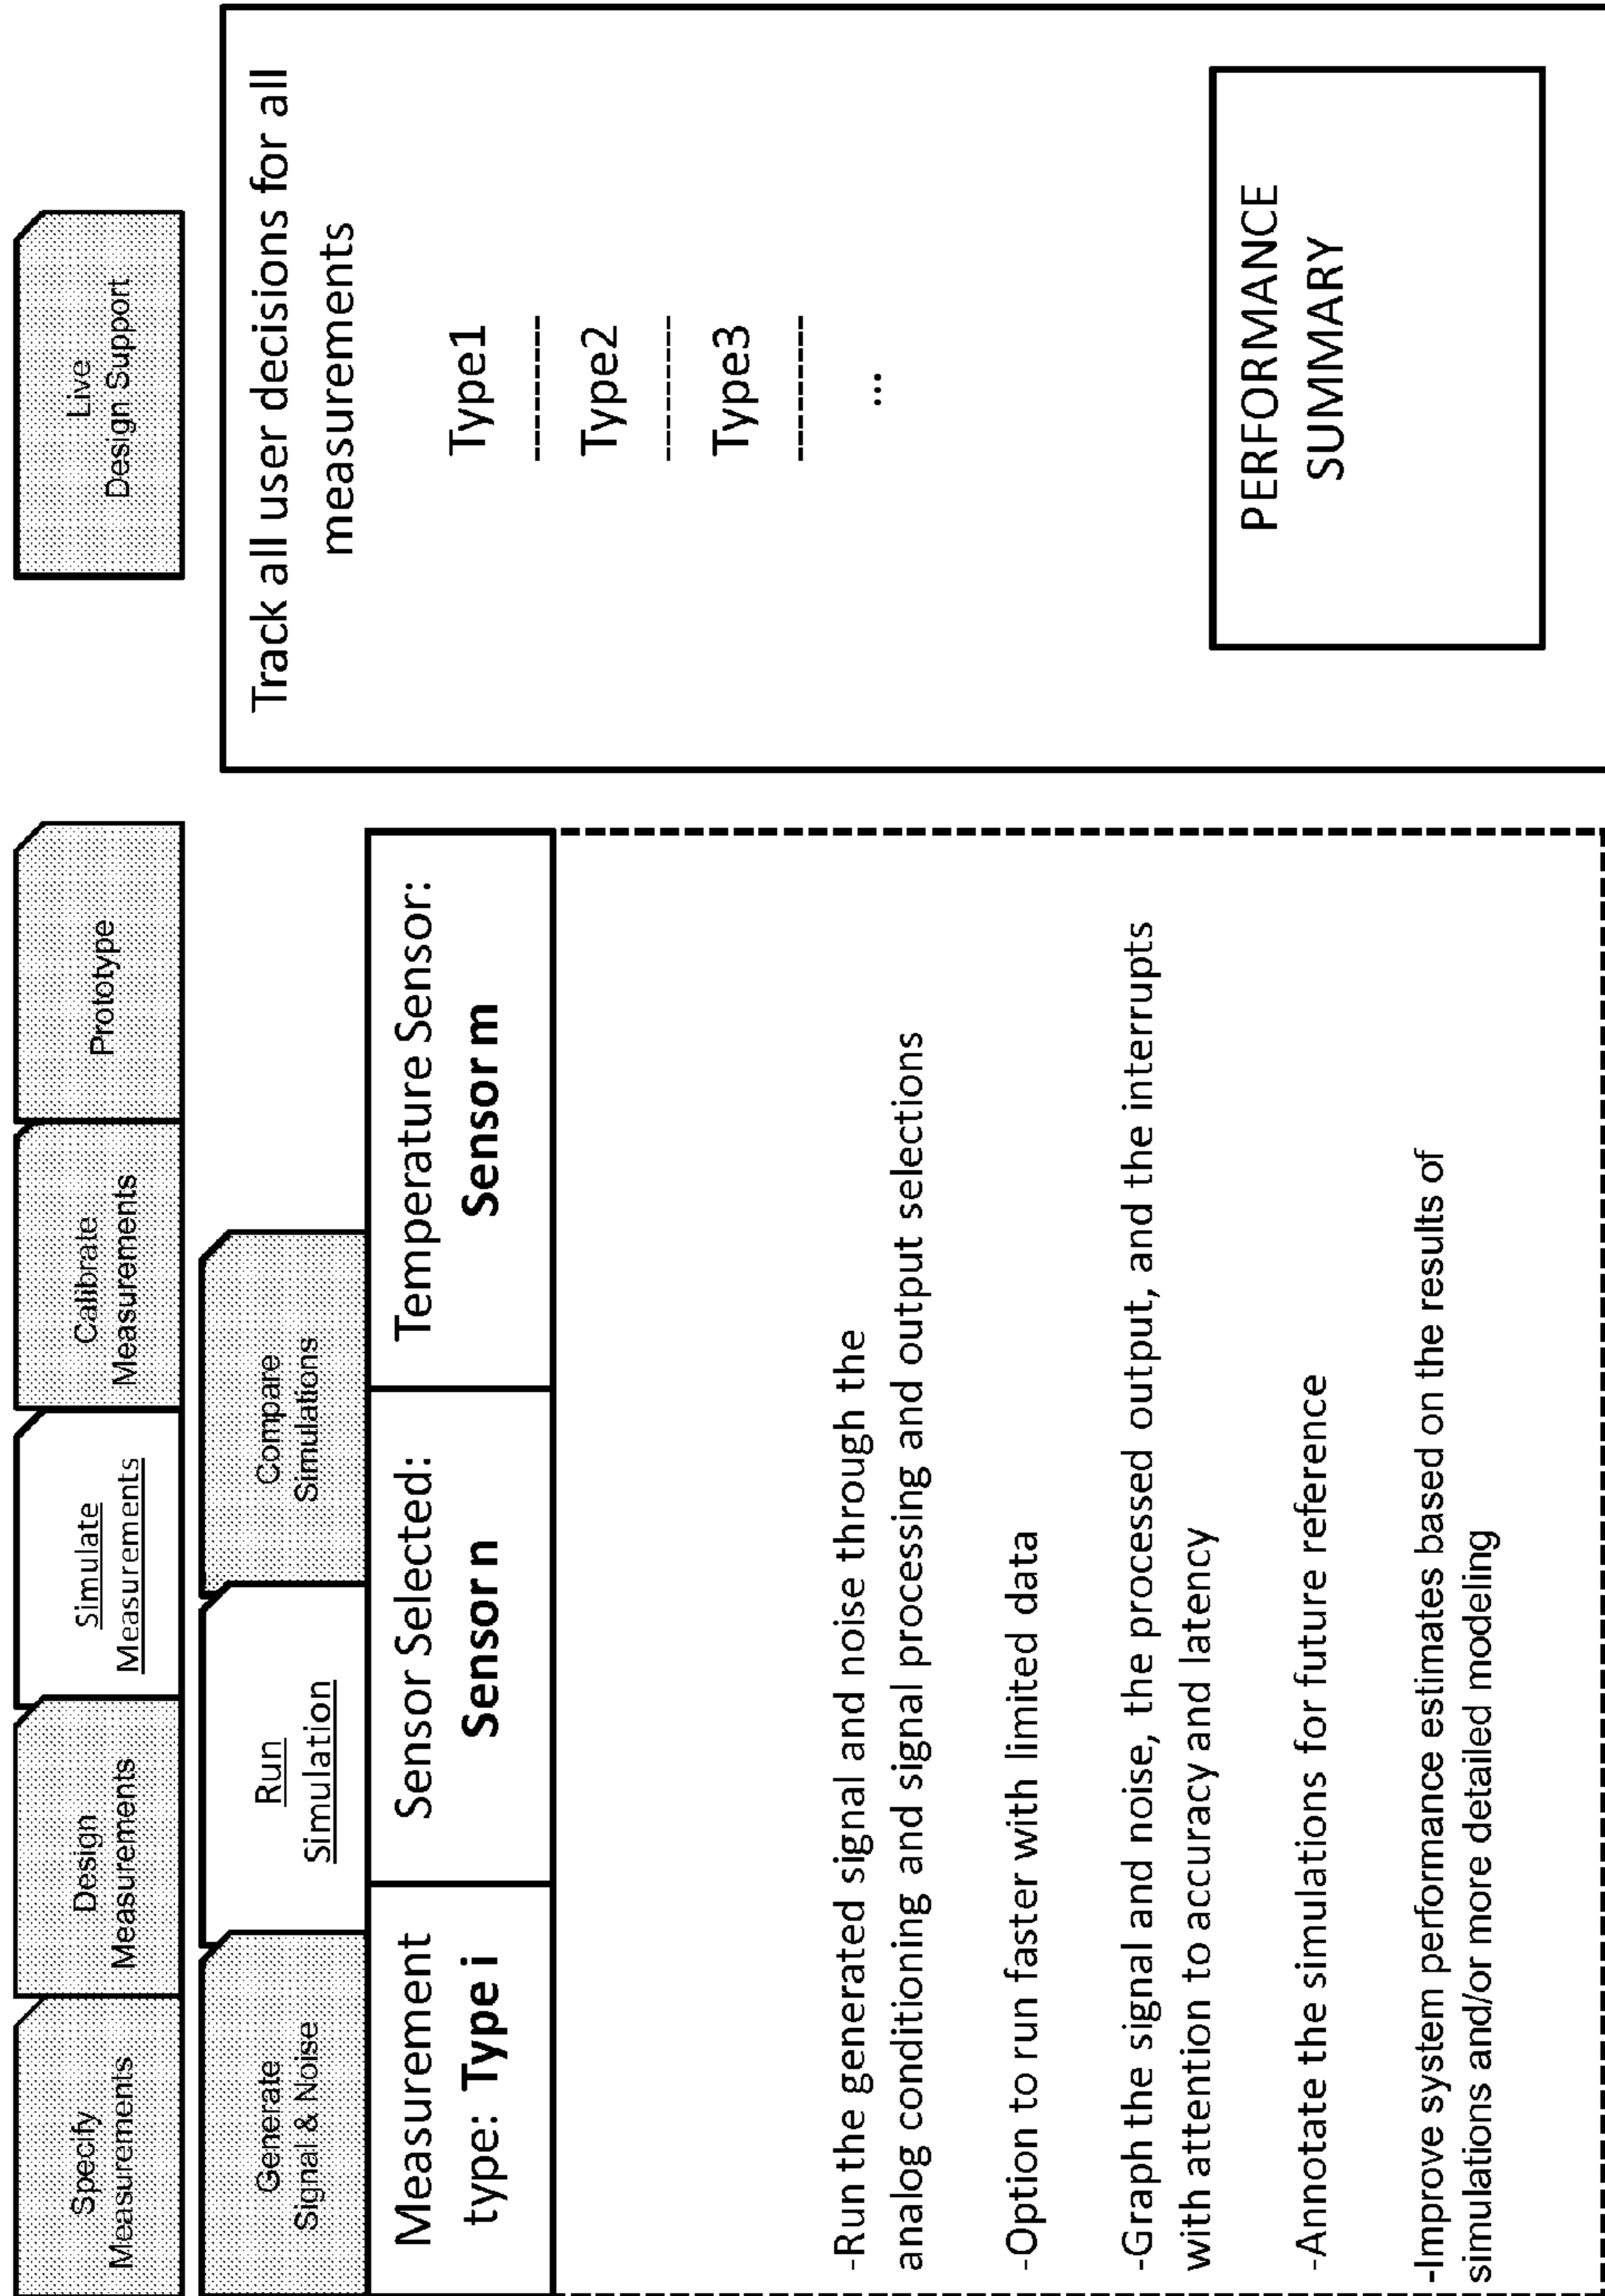 Specify
Measurements
Design
Measurements
Simulate
Measurements
Calibrate
Measurements
Prototype
Live
Design Support
Generate
Signal & Noise
Run
Simulation
Compare
Simulations
Measurement
type: Type i
Sensor Selected:
Sensor n
Temperature Sensor:
Sensor m
-Run the generated signal and noise through the
analog conditioning and signal processing and output selections
-Option to run faster with limited data
-Graph the signal and noise, the processed output, and the interrupts
with attention to accuracy and latency
-Annotate the simulations for future reference
-Improve system performance estimates based on the results of
simulations and/or more detailed modeling
Track all user decisions for all
measurements
Type1
Type2
Type3
...
PERFORMANCE
SUMMARY